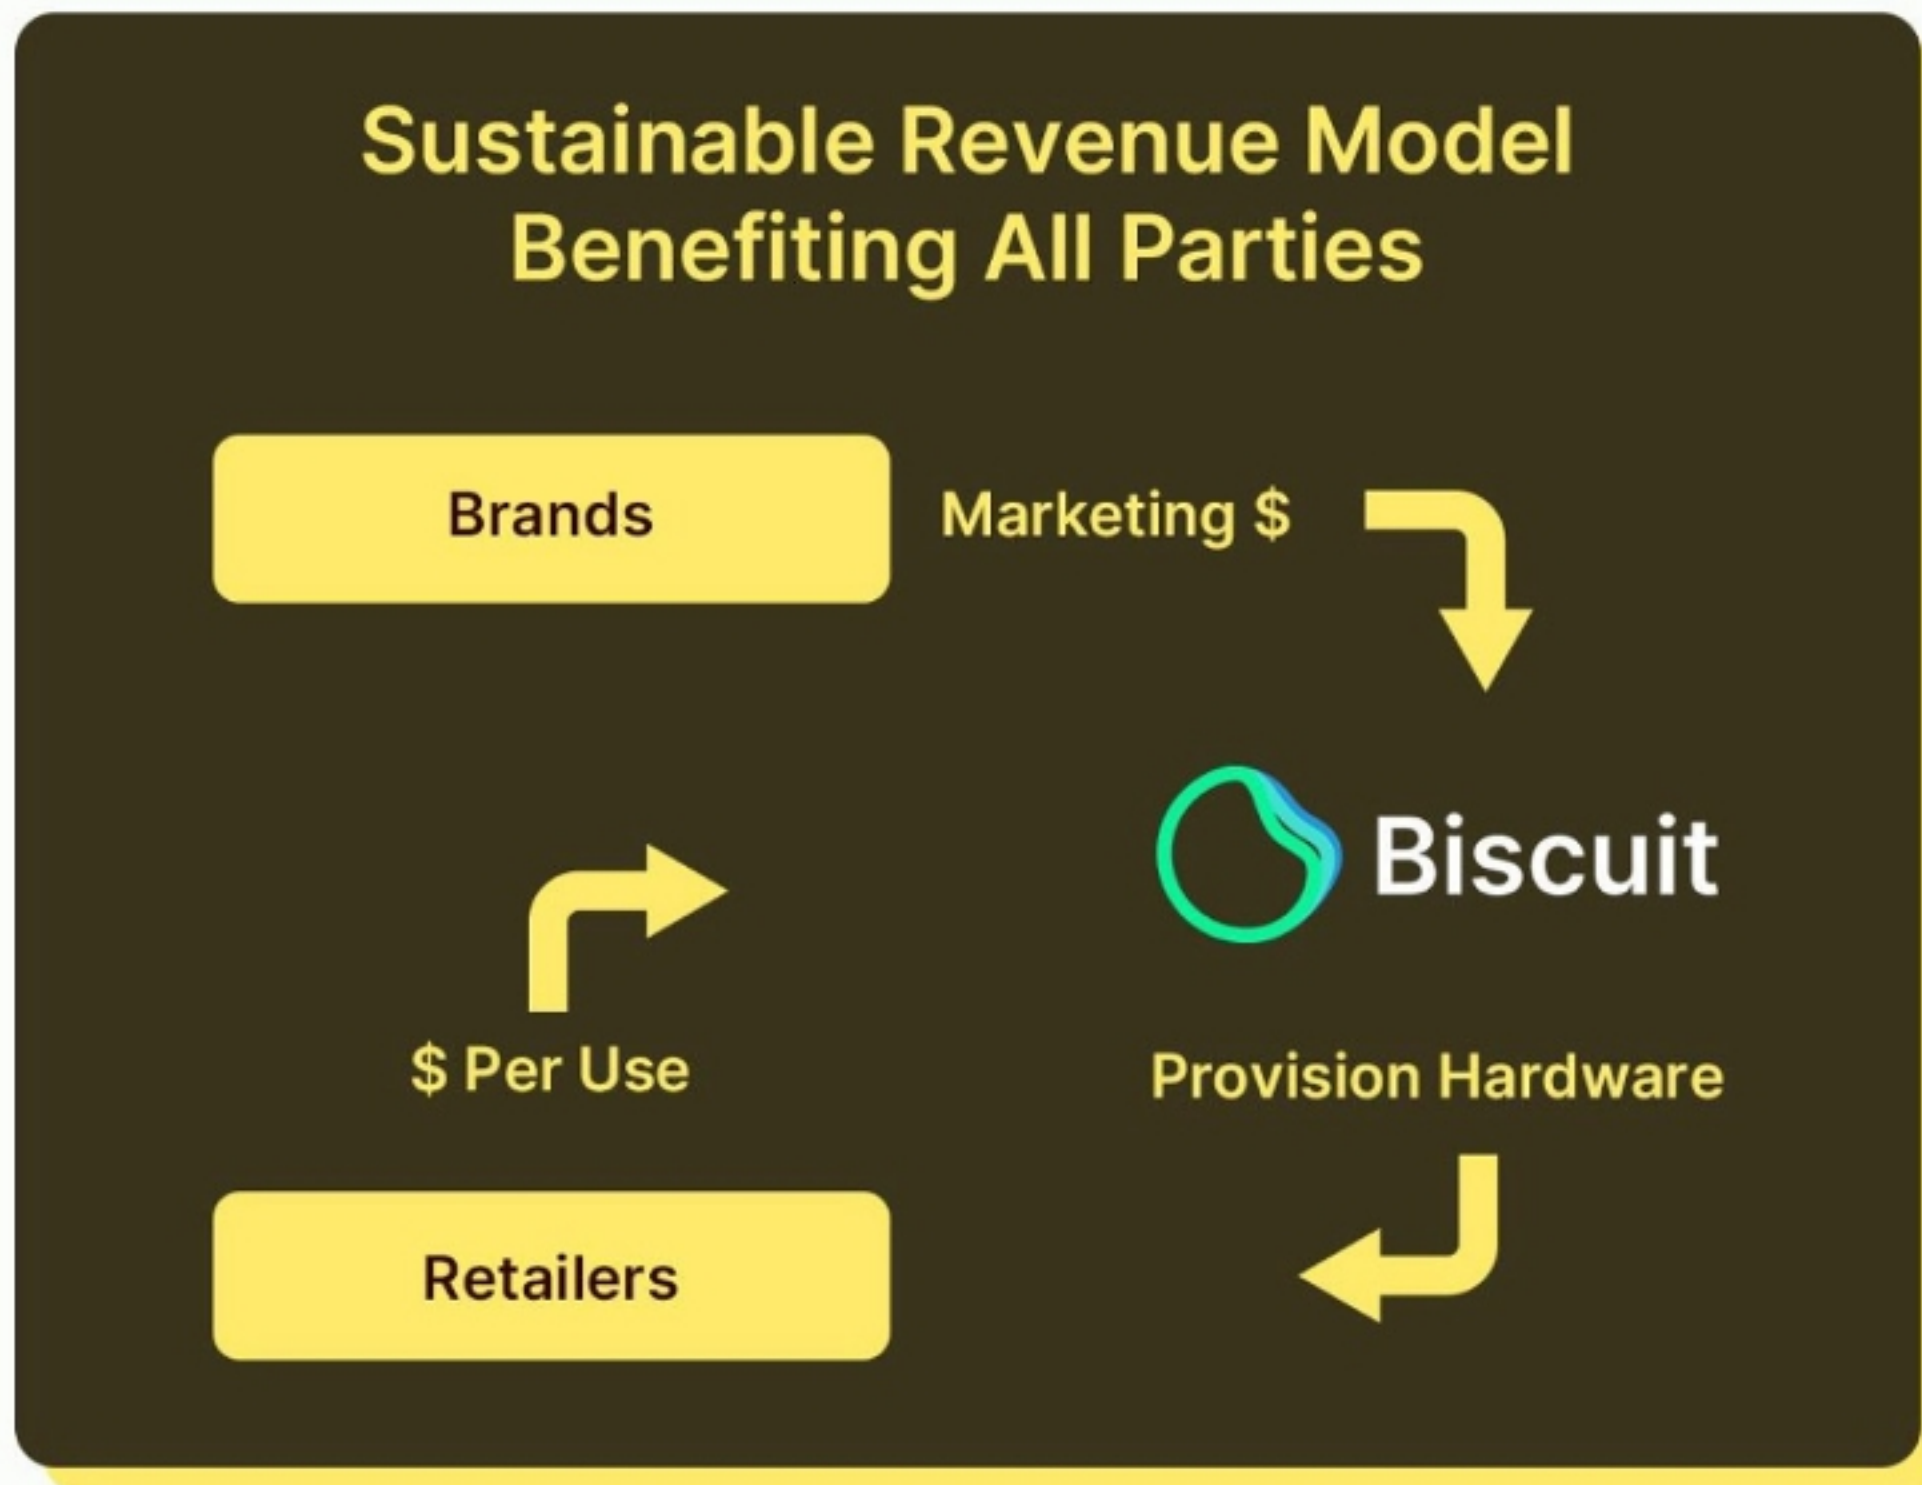 Sustainable Revenue Model
Benefiting All Parties
Brands
Marketing $
Biscuit
$ Per Use
Provision Hardware
Retailers